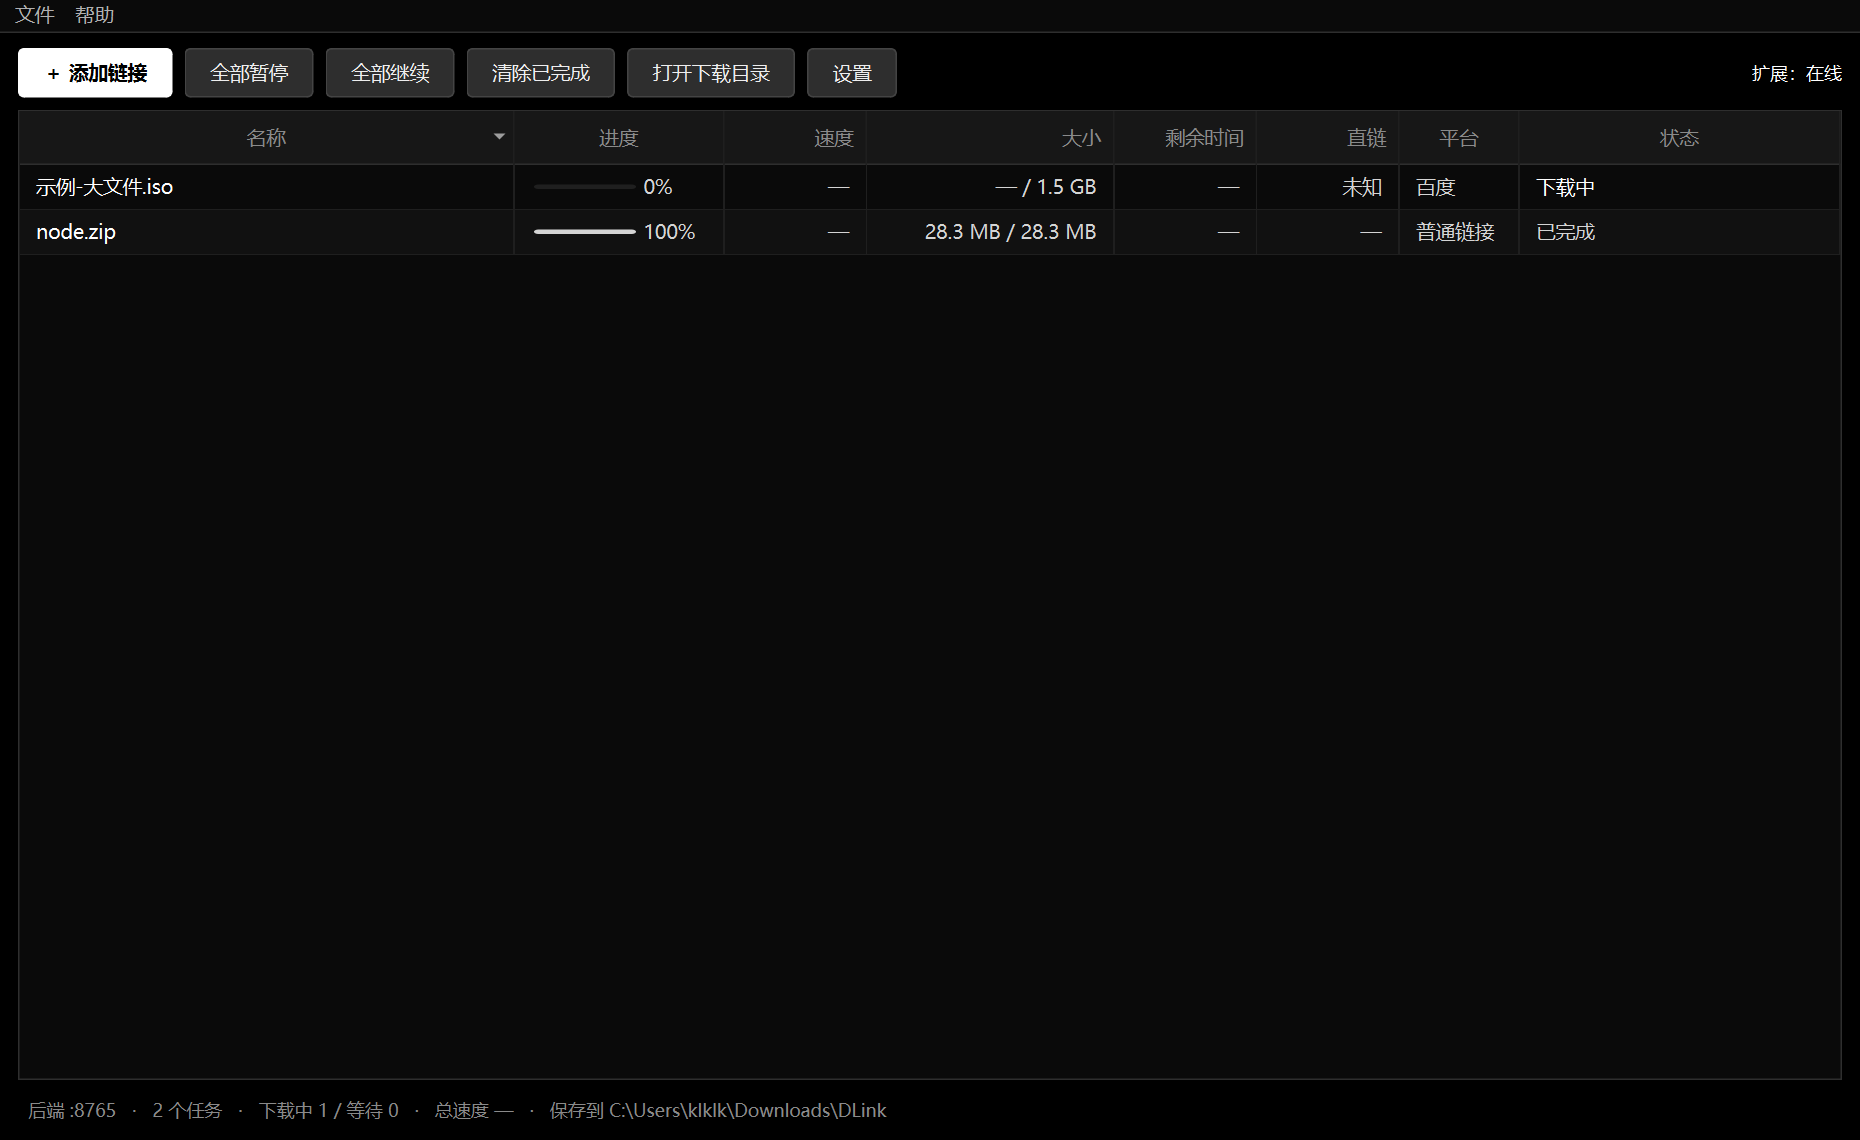 文件 帮助
+ 添加链接 全部暂停 全部继续 清除已完成 打开下载目录 设置 扩展：在线
名称 进度 速度 大小 剩余时间 直链 平台 状态
示例-大文件.iso 0% — — / 1.5 GB — 未知 百度 下载中
node.zip 100% — 28.3 MB / 28.3 MB — — 普通链接 已完成
后端 :8765 · 2 个任务 · 下载中 1 / 等待 0 · 总速度 — · 保存到 C:\Users\klklk\Downloads\DLink